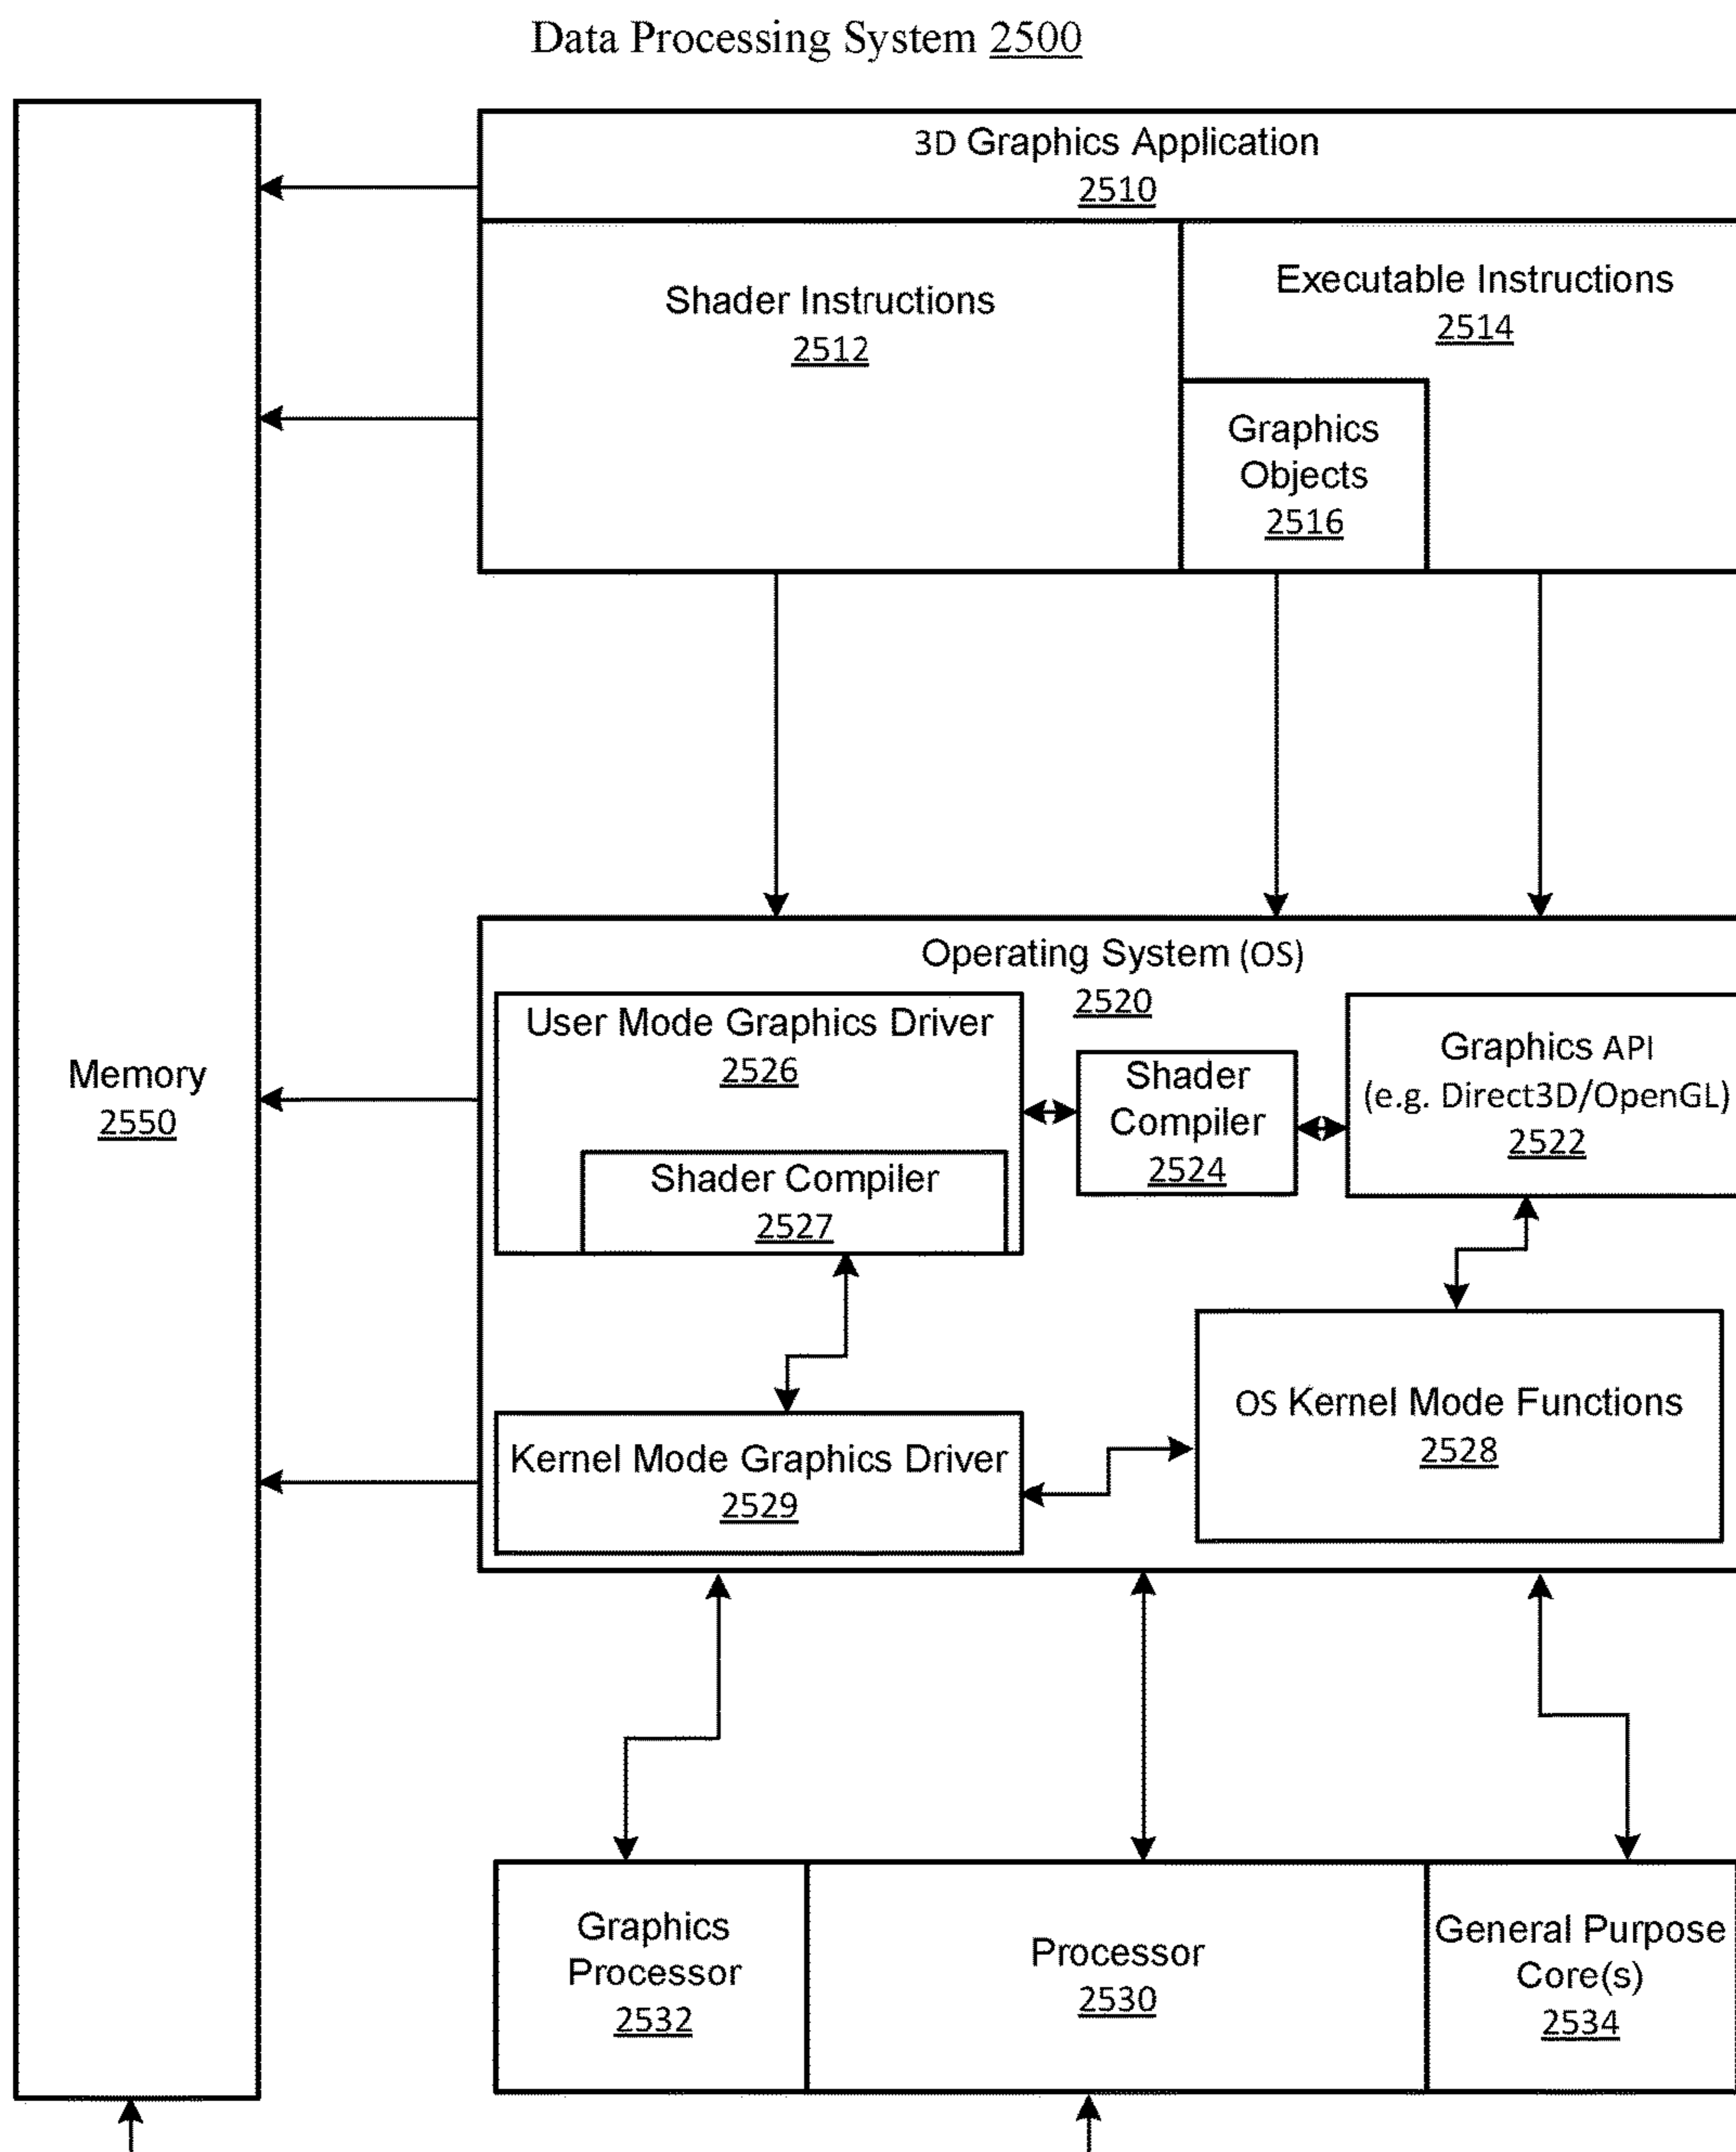 Data Processing System 2500
3D Graphics Application
2510
Shader Instructions
2512
Executable Instructions
2514
Graphics
Objects
2516
Memory
2550
Operating System (OS)
2520
User Mode Graphics Driver
2526
Shader Compiler
2527
Shader
Compiler
2524
Graphics API
(e.g. Direct3D/OpenGL)
2522
Kernel Mode Graphics Driver
2529
OS Kernel Mode Functions
2528
Graphics
Processor
2532
Processor
2530
General Purpose
Core(s)
2534